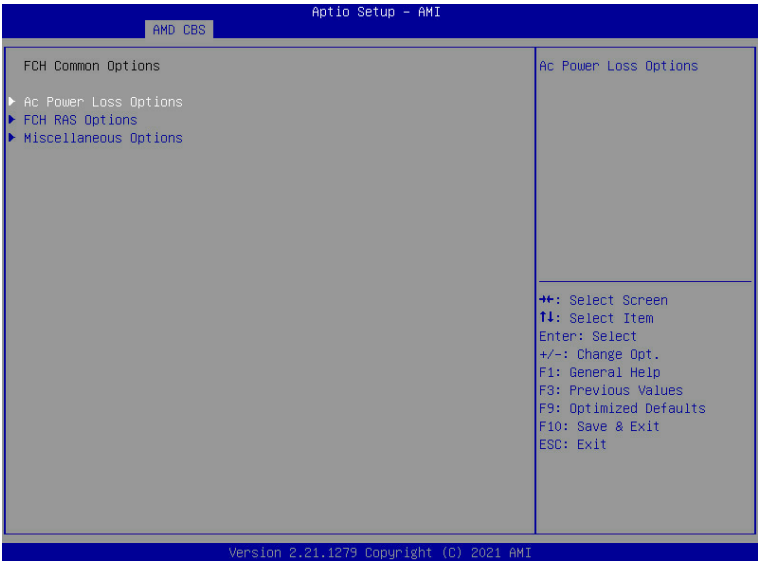 Aptio Setup – AMI
AMD CBS
FCH Common Options
Ac Power Loss Options
▶ Ac Power Loss Options
▶ FCH RAS Options
▶ Miscellaneous Options
→←: Select Screen
↑↓: Select Item
Enter: Select
+/-: Change Opt.
F1: General Help
F3: Previous Values
F9: Optimized Defaults
F10: Save & Exit
ESC: Exit
Version 2.21.1279 Copyright (C) 2021 AMI